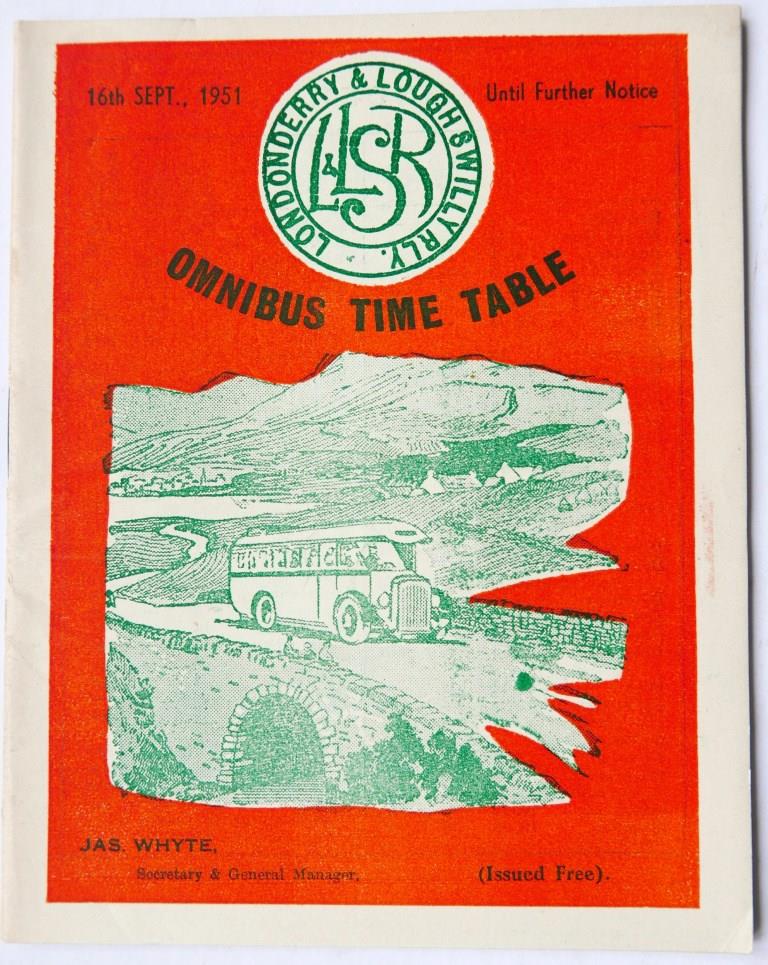 16th SEPT., 1951
Until Further Notice
LONDONDERRY & LOUGH SWILLY RLY.
L&LSR
OMNIBUS TIME TABLE
JAS. WHYTE,
Secretary & General Manager.
(Issued Free).